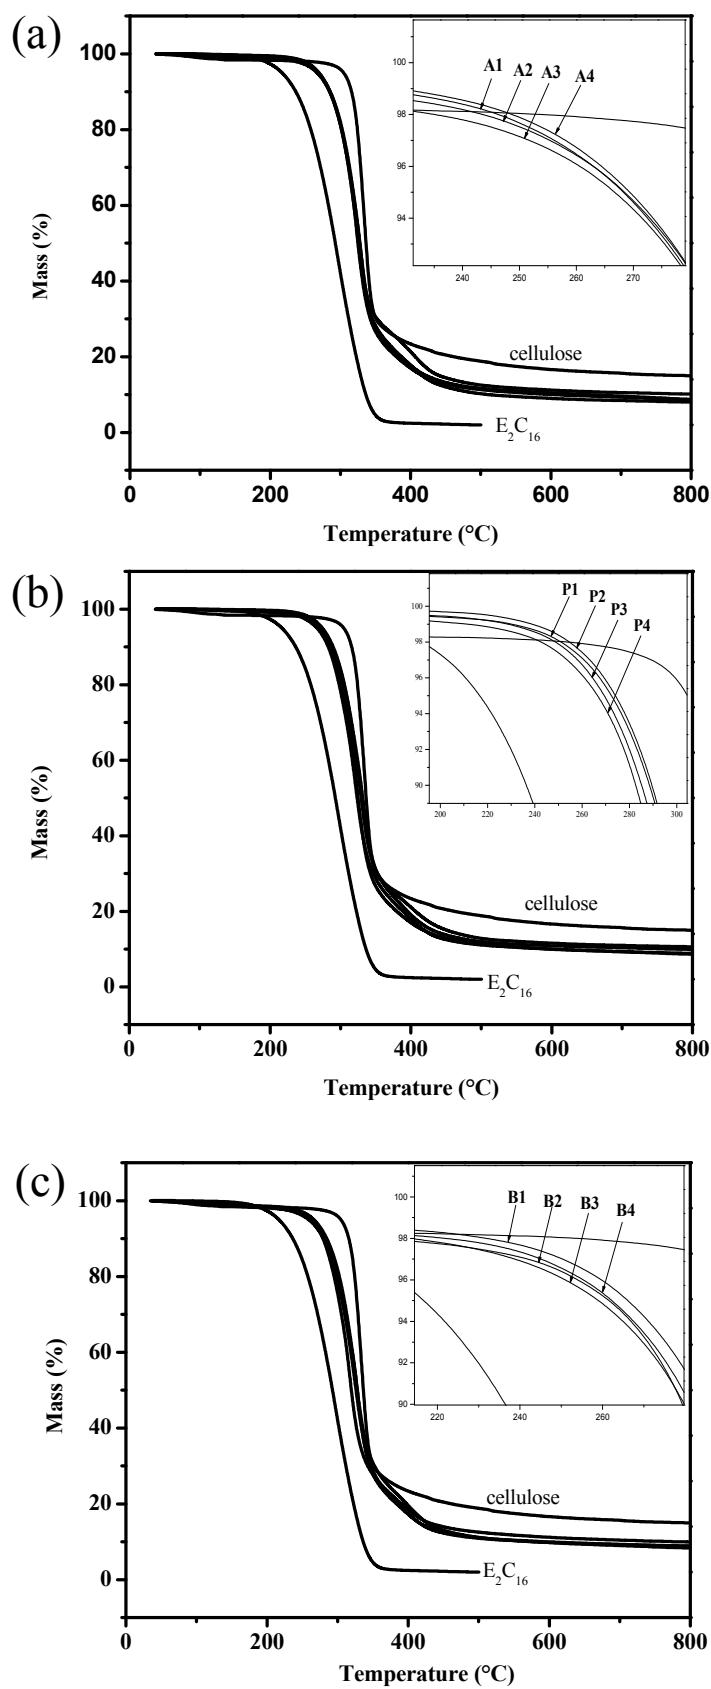 (a)
100
80
60
40
20
0
Mass (%)
0 200 400 600 800
Temperature (°C)
cellulose
E₂C₁₆
100
98
96
94
240 250 260 270
A1 A2 A3 A4
(b)
100
80
60
40
20
0
Mass (%)
0 200 400 600 800
Temperature (°C)
cellulose
E₂C₁₆
100
98
96
94
92
90
200 220 240 260 280 300
P1 P2 P3 P4
(c)
100
80
60
40
20
0
Mass (%)
0 200 400 600 800
Temperature (°C)
cellulose
E₂C₁₆
100
98
96
94
92
90
220 240 260
B1 B2 B3 B4